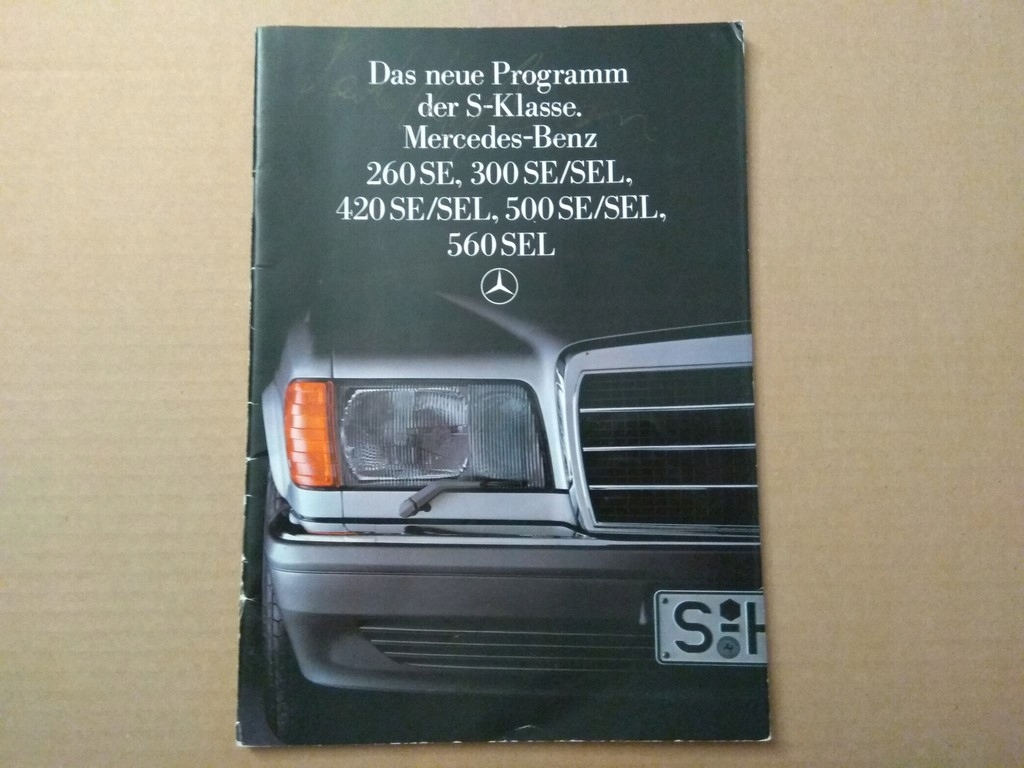 Das neue Programm
der S-Klasse.
Mercedes-Benz
260 SE, 300 SE/SEL,
420 SE/SEL, 500 SE/SEL,
560 SEL
S H